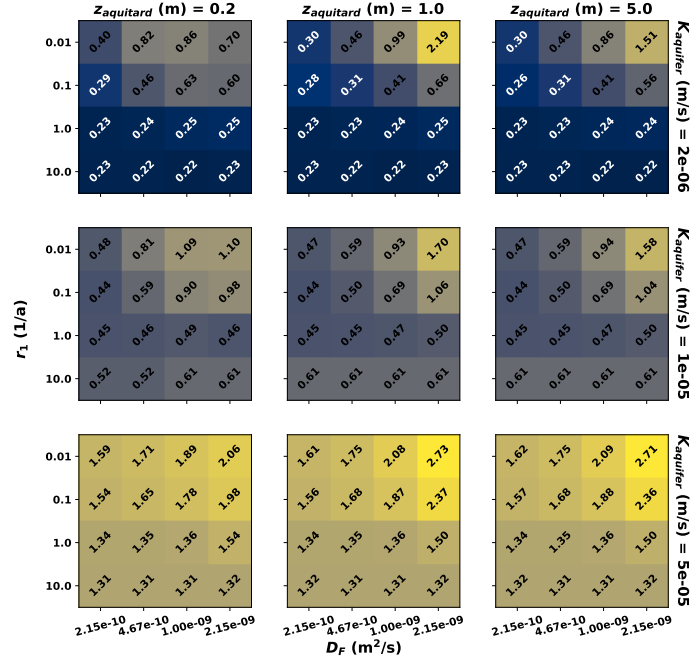 z_aquitard (m) = 0.2 z_aquitard (m) = 1.0 z_aquitard (m) = 5.0
0.01 0.40 0.82 0.86 0.70 0.30 0.46 0.99 2.19 0.30 0.46 0.86 1.51
0.1 0.29 0.46 0.63 0.60 0.28 0.31 0.41 0.66 0.26 0.31 0.41 0.56
1.0 0.23 0.24 0.25 0.25 0.23 0.23 0.24 0.25 0.23 0.23 0.24 0.24
10.0 0.23 0.22 0.22 0.23 0.23 0.22 0.22 0.23 0.23 0.22 0.22 0.23
K_aquifer (m/s) = 2e-06
0.01 0.48 0.81 1.09 1.10 0.47 0.59 0.93 1.70 0.47 0.59 0.94 1.58
0.1 0.44 0.59 0.90 0.98 0.44 0.50 0.69 1.06 0.44 0.50 0.69 1.04
1.0 0.45 0.46 0.49 0.46 0.45 0.45 0.47 0.50 0.45 0.45 0.47 0.50
10.0 0.52 0.52 0.61 0.61 0.61 0.61 0.61 0.61 0.61 0.61 0.61 0.61
K_aquifer (m/s) = 1e-05
r_1 (1/a)
0.01 1.59 1.71 1.89 2.06 1.61 1.75 2.08 2.73 1.62 1.75 2.09 2.71
0.1 1.54 1.65 1.78 1.98 1.56 1.68 1.87 2.37 1.57 1.68 1.88 2.36
1.0 1.34 1.35 1.36 1.54 1.34 1.35 1.36 1.50 1.34 1.35 1.36 1.50
10.0 1.31 1.31 1.31 1.32 1.32 1.31 1.31 1.32 1.32 1.31 1.31 1.32
K_aquifer (m/s) = 5e-05
2.15e-10 4.67e-10 1.00e-09 2.15e-09 2.15e-10 4.67e-10 1.00e-09 2.15e-09 2.15e-10 4.67e-10 1.00e-09 2.15e-09
D_F (m²/s)